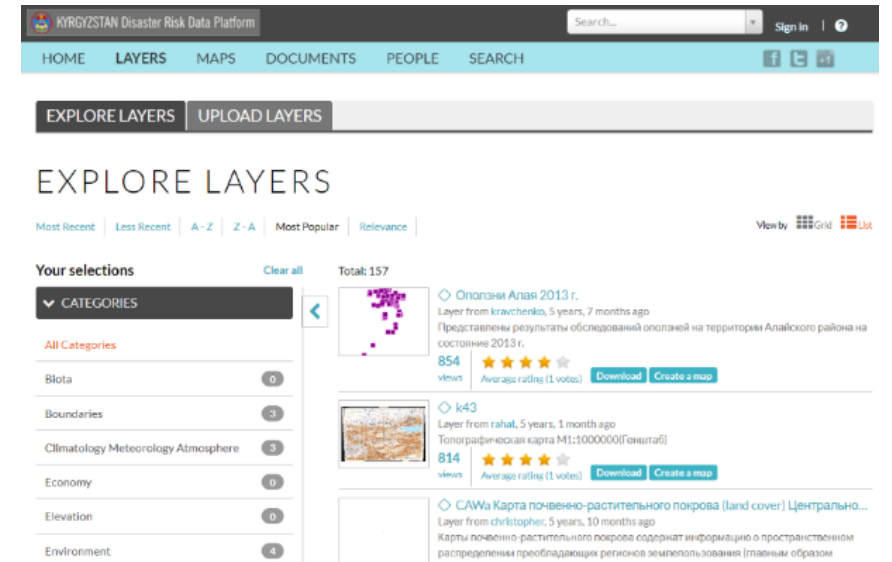 KYRGYZSTAN Disaster Risk Data Platform
Search...
Sign in | ?
HOME LAYERS MAPS DOCUMENTS PEOPLE SEARCH
EXPLORE LAYERS UPLOAD LAYERS
EXPLORE LAYERS
Most Recent Less Recent A - Z Z - A Most Popular Relevance
View by Grid List
Your selections Clear all
CATEGORIES
All Categories
Biota 0
Boundaries 3
Climatology Meteorology Atmosphere 3
Economy 0
Elevation 0
Environment 4
Total: 157
Оползни Алая 2013 г.
Layer from kravchenko, 5 years, 7 months ago
Представлены результаты обследований оползней на территории Алайского района на
состояние 2013 г.
854
views Average rating (1 votes) Download Create a map
k43
Layer from rahat, 5 years, 1 month ago
Топографическая карта М1:1000000(Генштаб)
814
views Average rating (1 votes) Download Create a map
CAWa Карта почвенно-растительного покрова (land cover) Центрально...
Layer from christopher, 5 years, 10 months ago
Карты почвенно-растительного покрова содержат информацию о пространственном
распределении преобладающих регионов земленпользования (главным образом